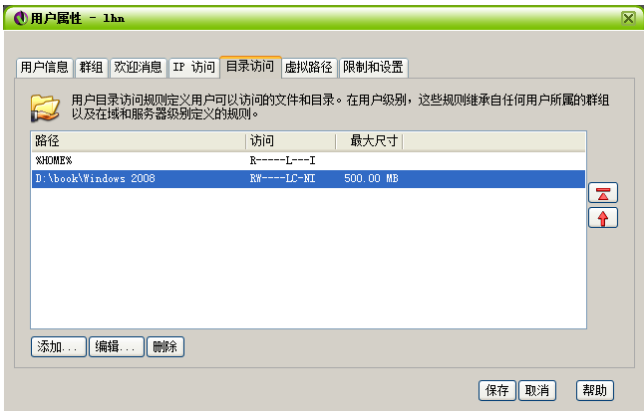 用户属性 - lhn
用户信息 群组 欢迎消息 IP 访问 目录访问 虚拟路径 限制和设置
用户目录访问规则定义用户可以访问的文件和目录。在用户级别，这些规则继承自任何用户所属的群组
以及在域和服务器级别定义的规则。
路径 访问 最大尺寸
%HOME% R-----L---I
D:\book\Windows 2008 RW----LC-NI 500.00 MB
添加... 编辑... 删除
保存 取消 帮助